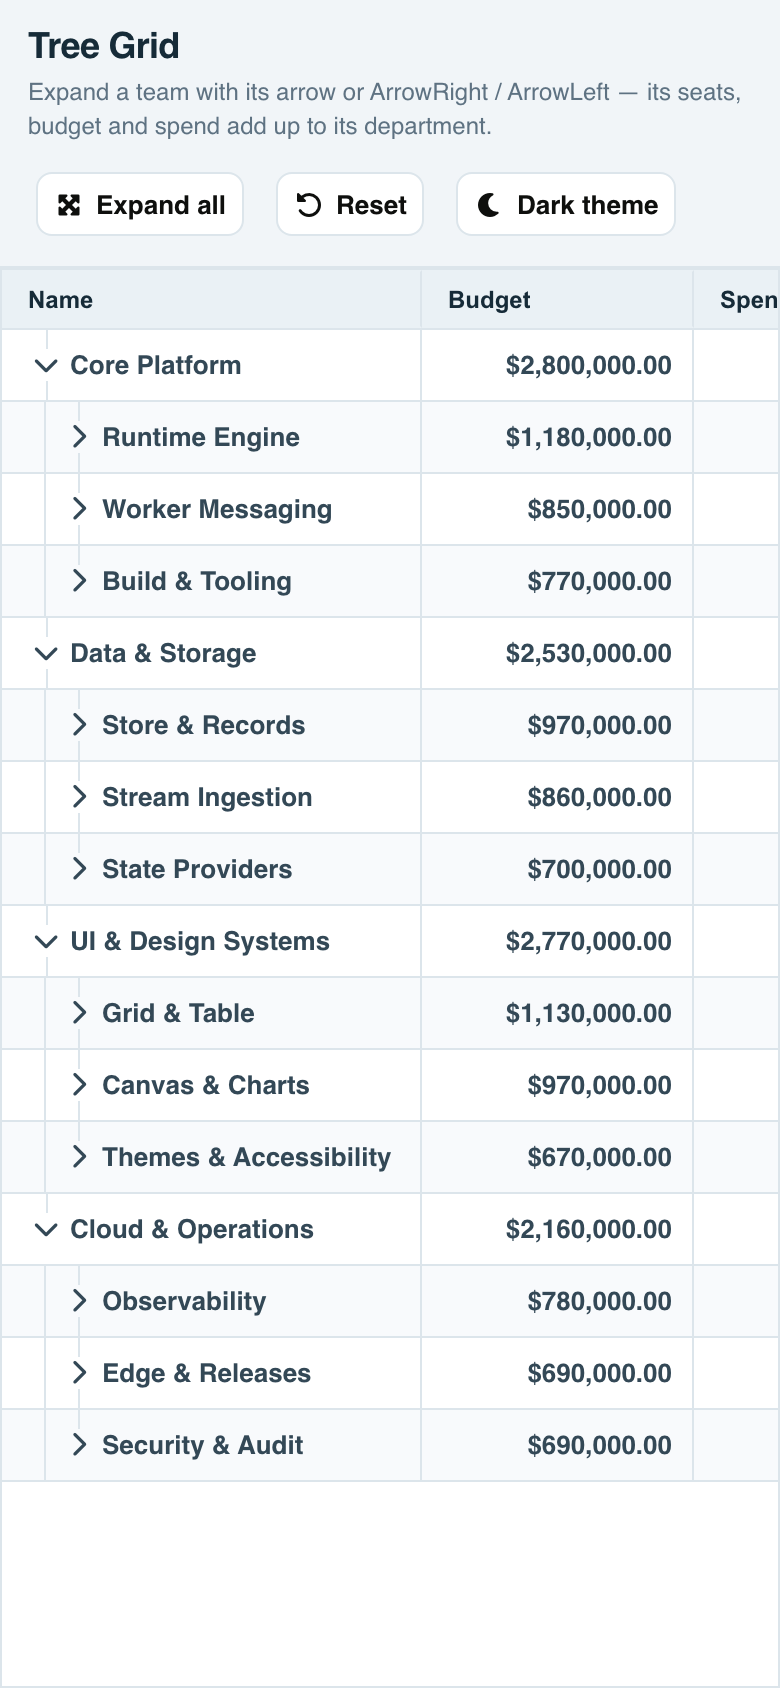 Tree Grid
Expand a team with its arrow or ArrowRight / ArrowLeft — its seats,
budget and spend add up to its department.
Expand all Reset Dark theme
Name Budget Spen
Core Platform $2,800,000.00
Runtime Engine $1,180,000.00
Worker Messaging $850,000.00
Build & Tooling $770,000.00
Data & Storage $2,530,000.00
Store & Records $970,000.00
Stream Ingestion $860,000.00
State Providers $700,000.00
UI & Design Systems $2,770,000.00
Grid & Table $1,130,000.00
Canvas & Charts $970,000.00
Themes & Accessibility $670,000.00
Cloud & Operations $2,160,000.00
Observability $780,000.00
Edge & Releases $690,000.00
Security & Audit $690,000.00